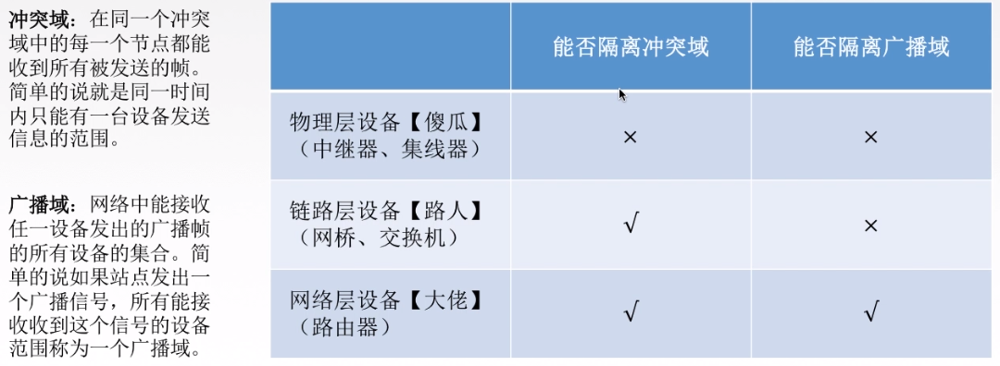 冲突域：在同一个冲突
域中的每一个节点都能
收到所有被发送的帧。
简单的说就是同一时间
内只能有一台设备发送
信息的范围。
广播域：网络中能接收
任一设备发出的广播帧
的所有设备的集合。简
单的说如果站点发出一
个广播信号，所有能接
收收到这个信号的设备
范围称为一个广播域。
能否隔离冲突域 能否隔离广播域
物理层设备【傻瓜】
（中继器、集线器）
× ×
链路层设备【路人】
（网桥、交换机）
√ ×
网络层设备【大佬】
（路由器）
√ √